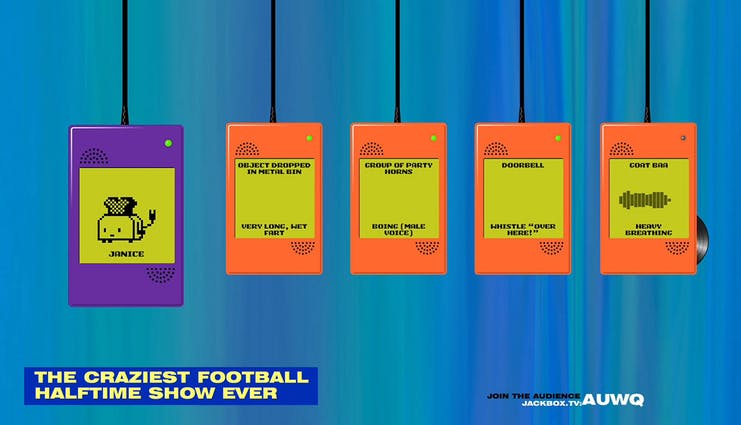 JANICE
OBJECT DROPPED
IN METAL BIN
VERY LONG, WET
FART
GROUP OF PARTY
HORNS
BOING (MALE
VOICE)
DOORBELL
WHISTLE "OVER
HERE!"
GOAT BAA
HEAVY
BREATHING
THE CRAZIEST FOOTBALL
HALFTIME SHOW EVER
JOIN THE AUDIENCE
JACKBOX.TV: AUWQ